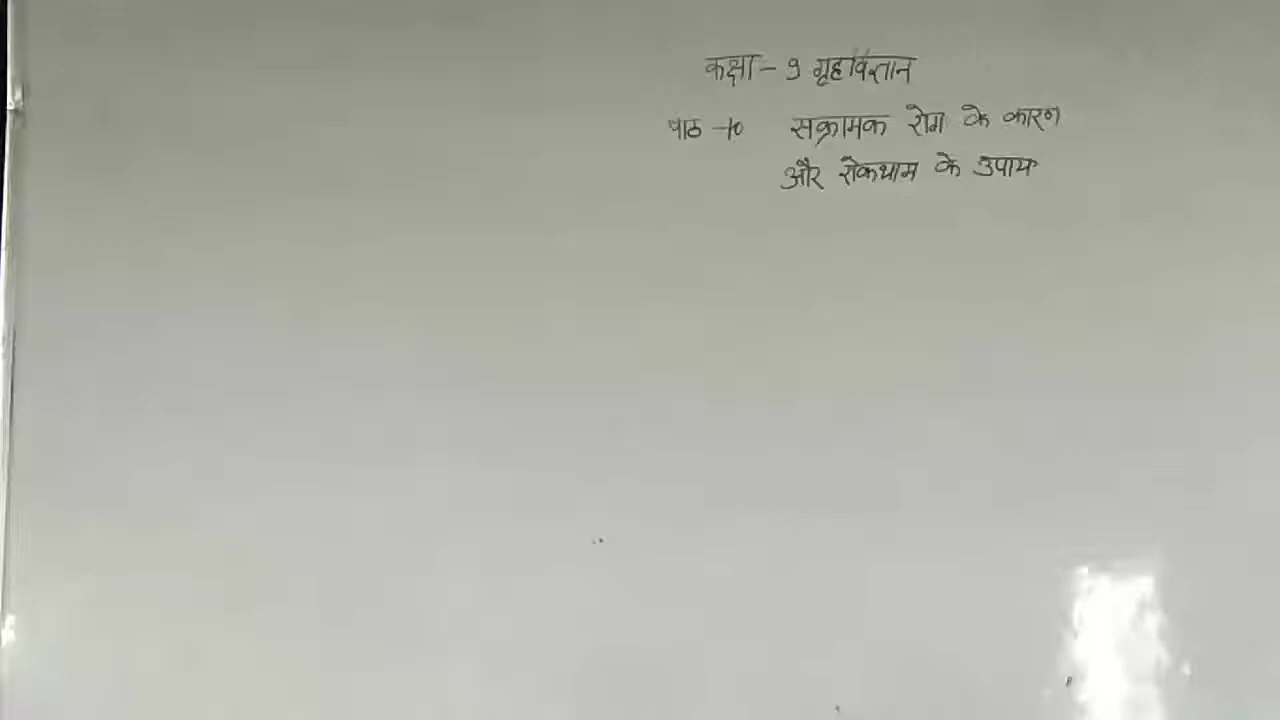 कक्षा - 9 गृहविज्ञान
पाठ -10 सक्रामक रोग के कारण
और रोकथाम के उपाय